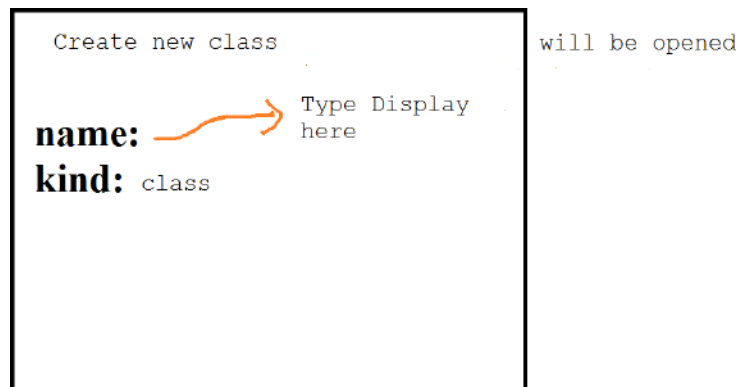 Create new class will be opened
name: Type Display
here
kind: class